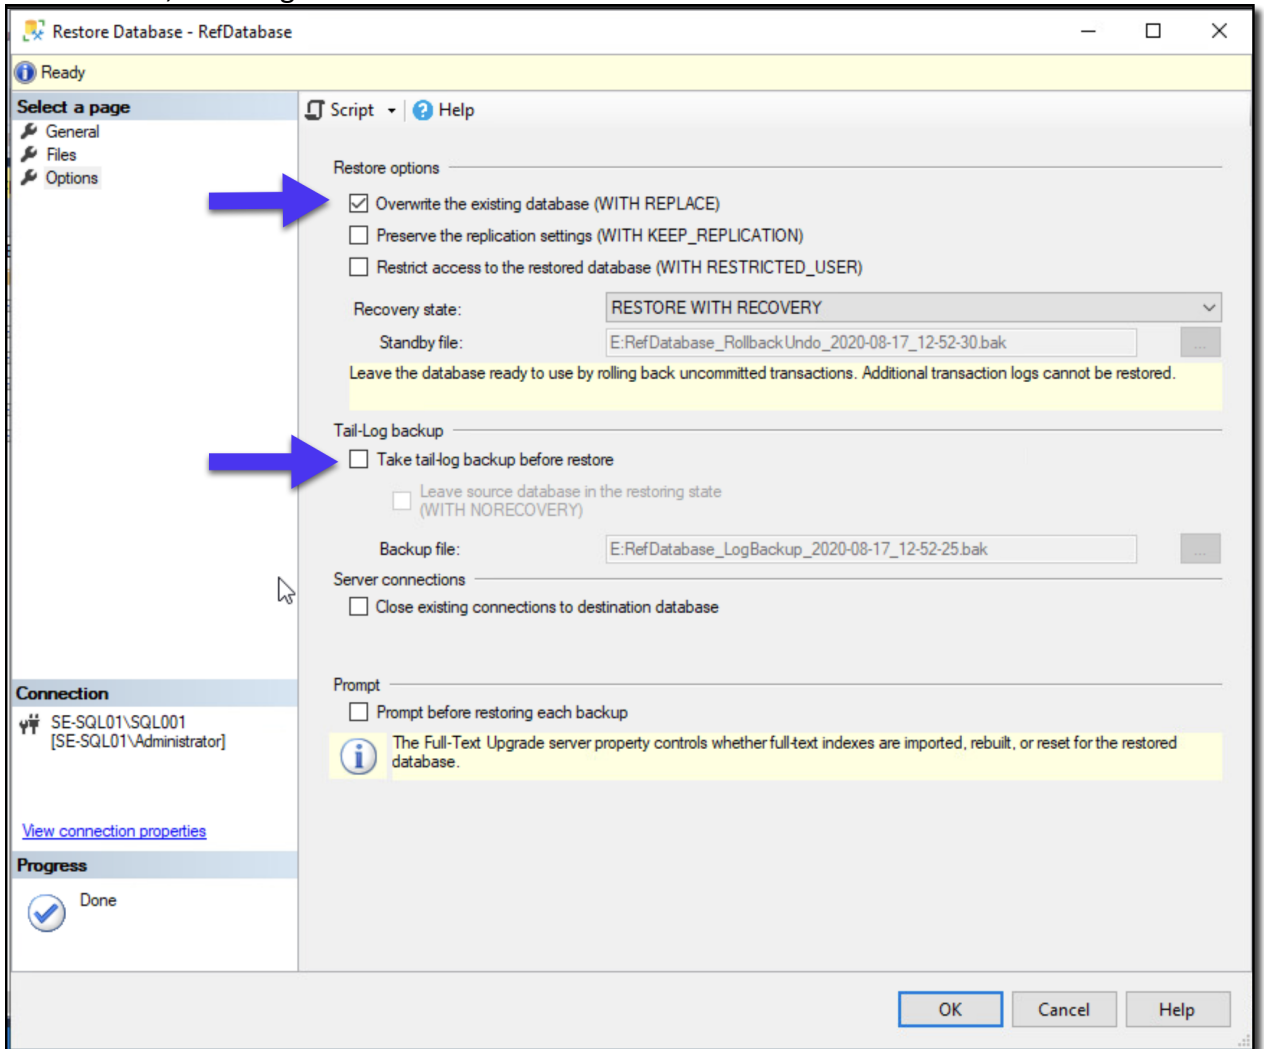 Restore Database - RefDatabase
Ready
Select a page
General
Files
Options
Script
Help
Restore options
Overwrite the existing database (WITH REPLACE)
Preserve the replication settings (WITH KEEP_REPLICATION)
Restrict access to the restored database (WITH RESTRICTED_USER)
Recovery state:
RESTORE WITH RECOVERY
Standby file:
E:RefDatabase_RollbackUndo_2020-08-17_12-52-30.bak
...
Leave the database ready to use by rolling back uncommitted transactions. Additional transaction logs cannot be restored.
Tail-Log backup
Take tail-log backup before restore
Leave source database in the restoring state
(WITH NORECOVERY)
Backup file:
E:RefDatabase_LogBackup_2020-08-17_12-52-25.bak
...
Server connections
Close existing connections to destination database
Prompt
Prompt before restoring each backup
The Full-Text Upgrade server property controls whether full-text indexes are imported, rebuilt, or reset for the restored
database.
Connection
SE-SQL01\SQL001
[SE-SQL01\Administrator]
View connection properties
Progress
Done
OK
Cancel
Help